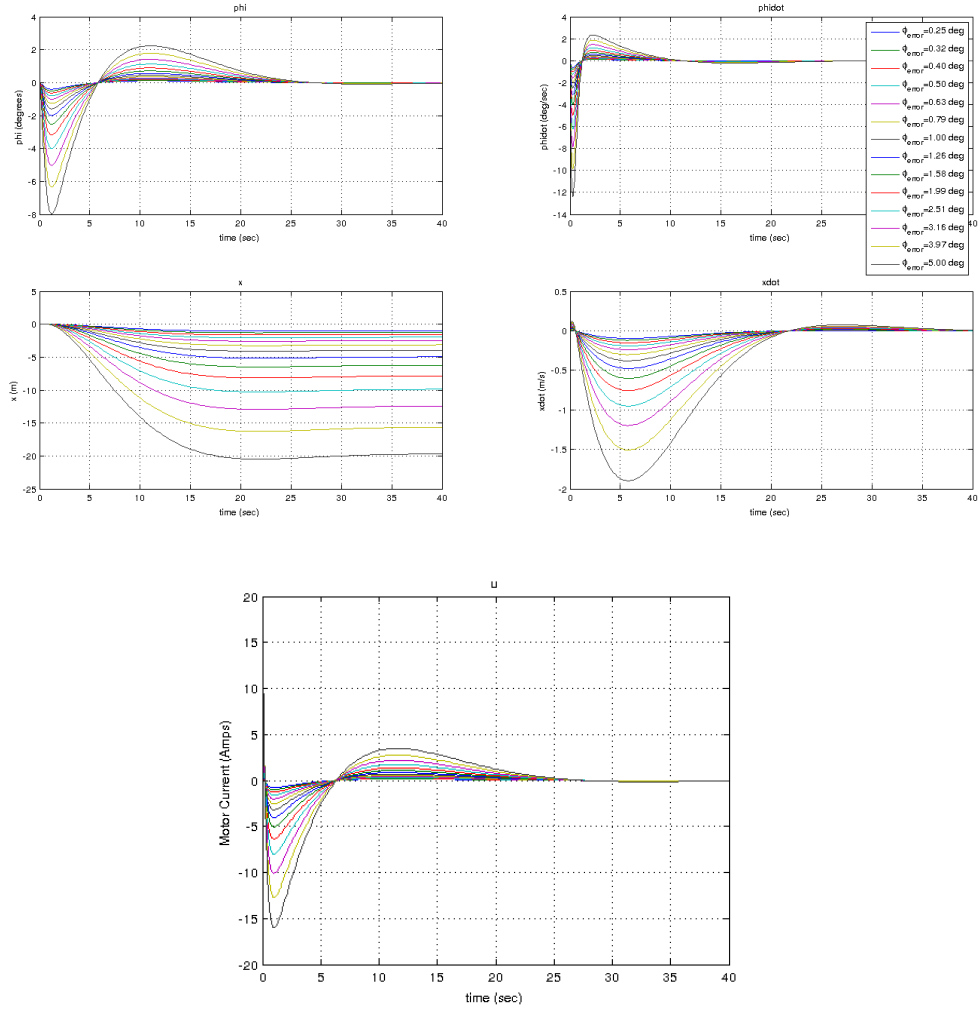 phi
phi (degrees)
4
2
0
-2
-4
-6
-8
0 5 10 15 20 25 30 35 40
time (sec)
phidot
phidot (deg/sec)
4
2
0
-2
-4
-6
-8
-10
-12
-14
0 5 10 15 20 25 30 35 40
time (sec)
ϕerror=0.25 deg
ϕerror=0.32 deg
ϕerror=0.40 deg
ϕerror=0.50 deg
ϕerror=0.63 deg
ϕerror=0.79 deg
ϕerror=1.00 deg
ϕerror=1.26 deg
ϕerror=1.58 deg
ϕerror=1.99 deg
ϕerror=2.51 deg
ϕerror=3.16 deg
ϕerror=3.97 deg
ϕerror=5.00 deg
x
x (m)
5
0
-5
-10
-15
-20
-25
0 5 10 15 20 25 30 35 40
time (sec)
xdot
xdot (m/s)
0.5
0
-0.5
-1
-1.5
-2
0 5 10 15 20 25 30 35 40
time (sec)
u
Motor Current (Amps)
20
15
10
5
0
-5
-10
-15
-20
0 5 10 15 20 25 30 35 40
time (sec)